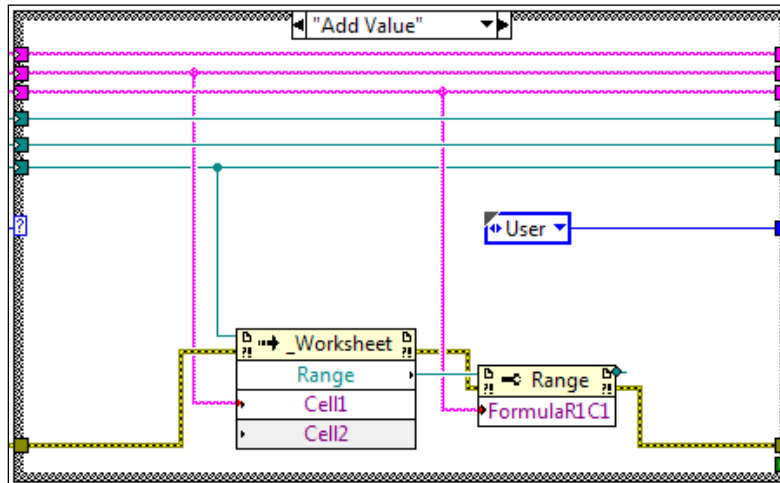 "Add Value"
?
User
_Worksheet
Range
Cell1
Cell2
Range
FormulaR1C1